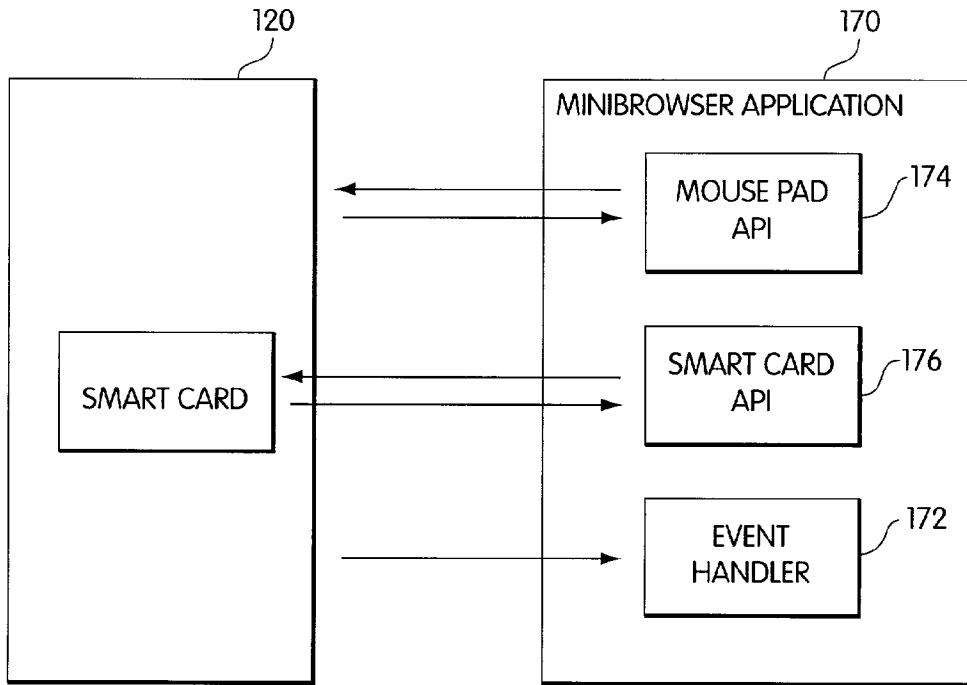 120
170
MINIBROWSER APPLICATION
MOUSE PAD
API
174
SMART CARD
SMART CARD
API
176
EVENT
HANDLER
172